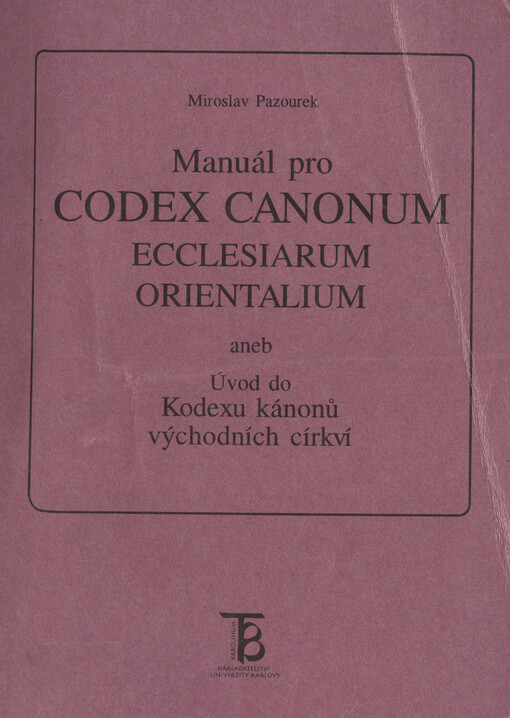 Miroslav Pazourek
Manuál pro
CODEX CANONUM
ECCLESIARUM
ORIENTALIUM
aneb
Úvod do
Kodexu kánonů
východních církví
KAROLINUM
NAKLADATELSTVÍ
UNIVERZITY KARLOVY